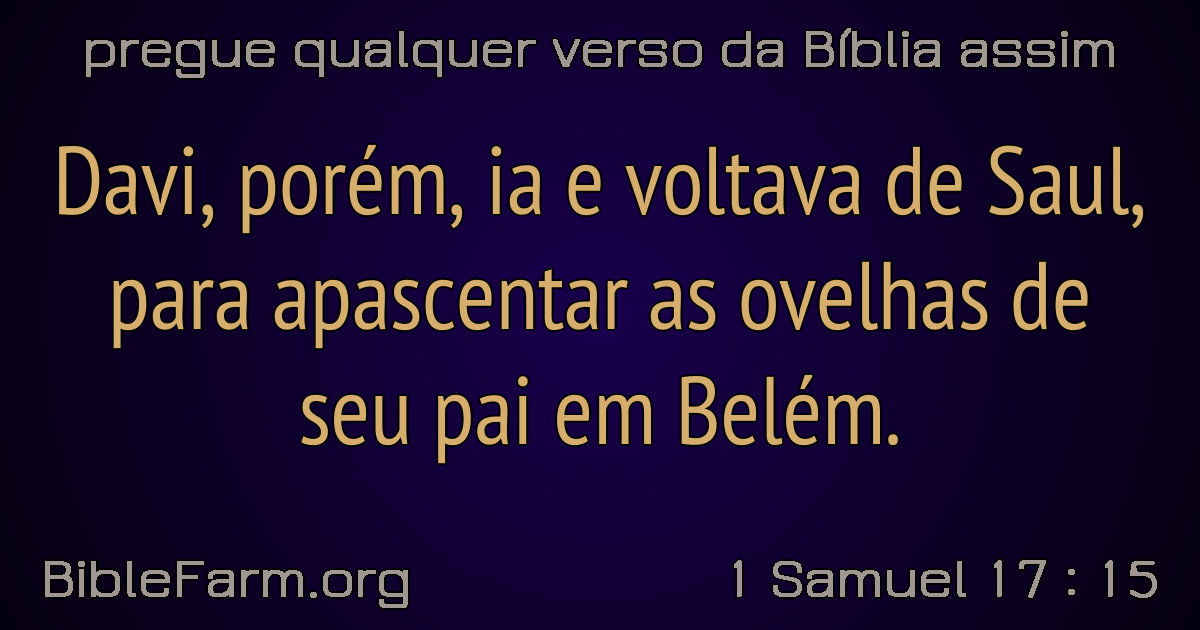 pregue qualquer verso da Bíblia assim
Davi, porém, ia e voltava de Saul,
para apascentar as ovelhas de
seu pai em Belém.
BibleFarm.org
1 Samuel 17 : 15